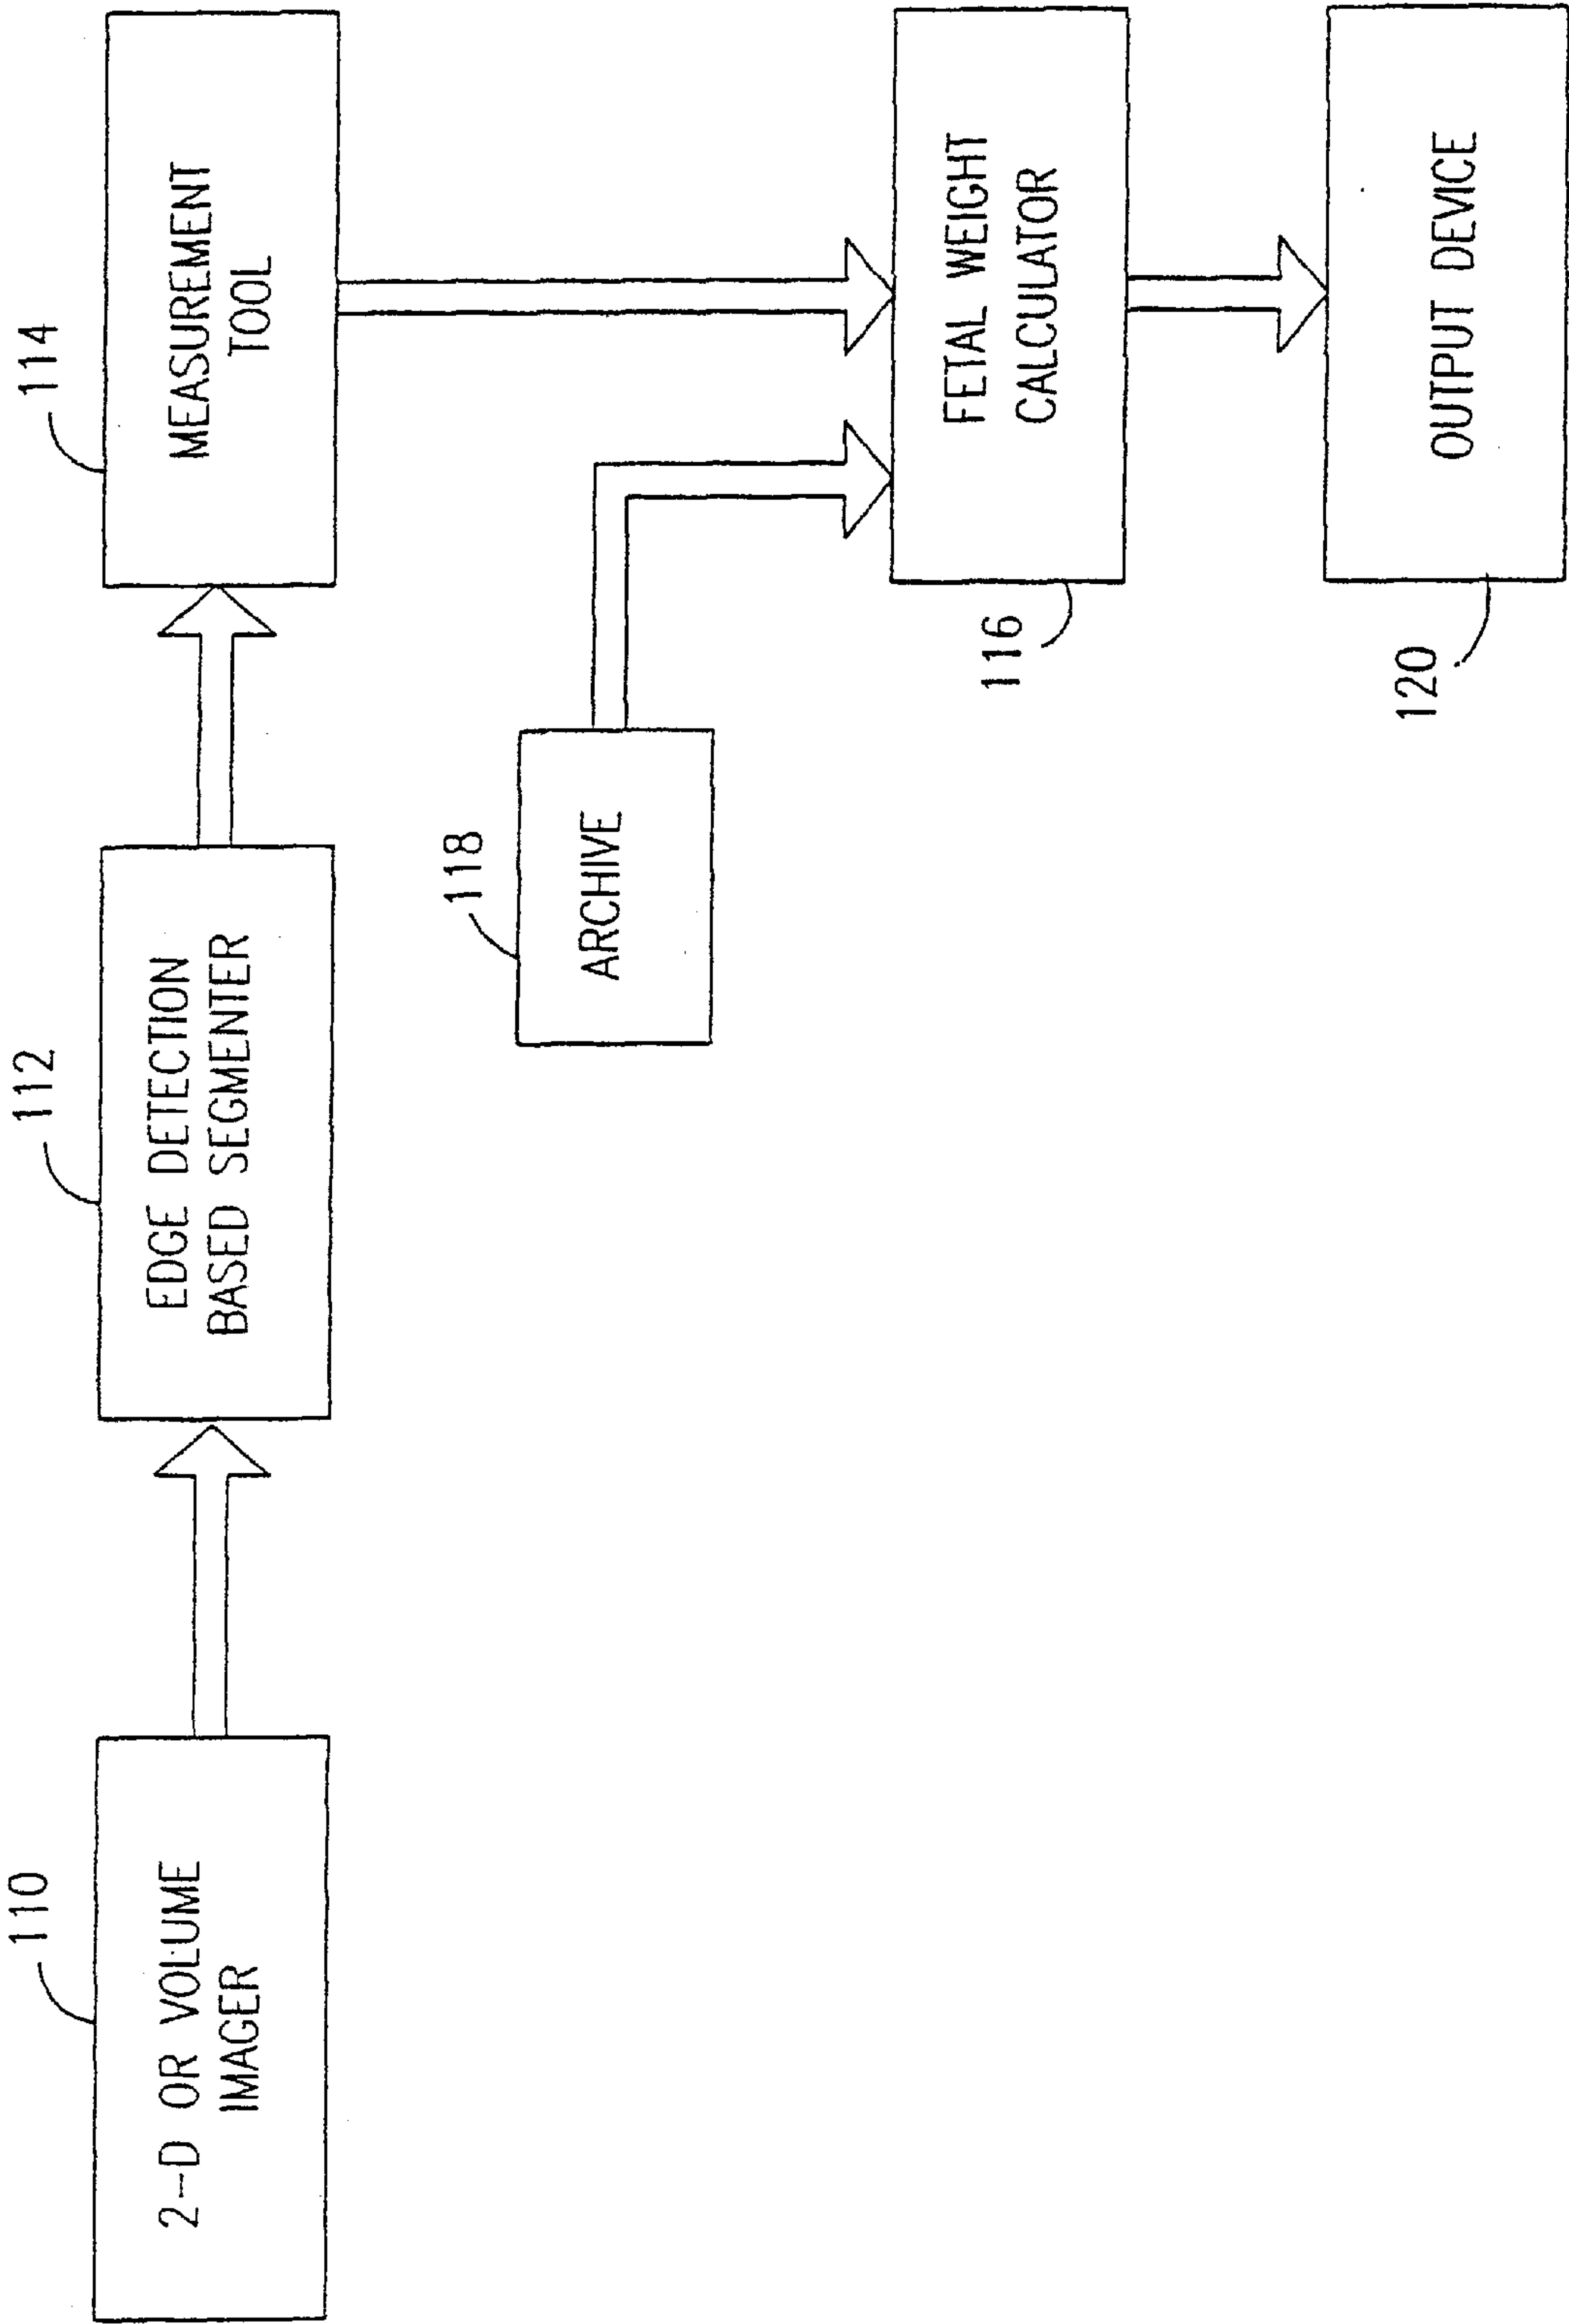 110
2-D OR VOLUME
IMAGER
112
EDGE DETECTION
BASED SEGMENTER
114
MEASUREMENT
TOOL
118
ARCHIVE
116
FETAL WEIGHT
CALCULATOR
120
OUTPUT DEVICE